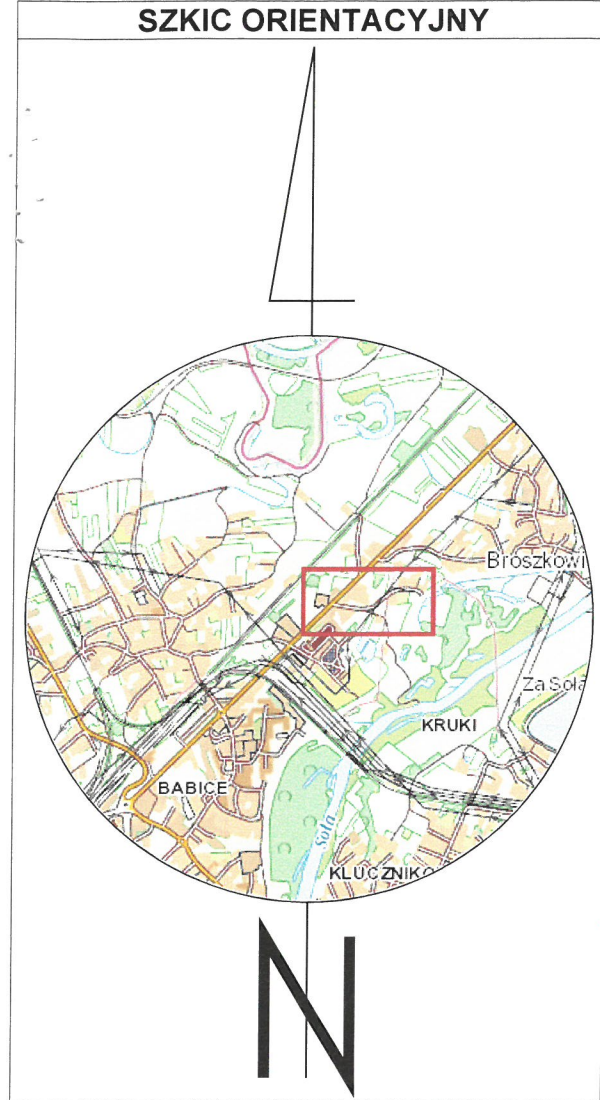 SZKIC ORIENTACYJNY
Broszkowi
Za Sołą
KRUKI
BABICE
Soła
KLUCZNIKO
N